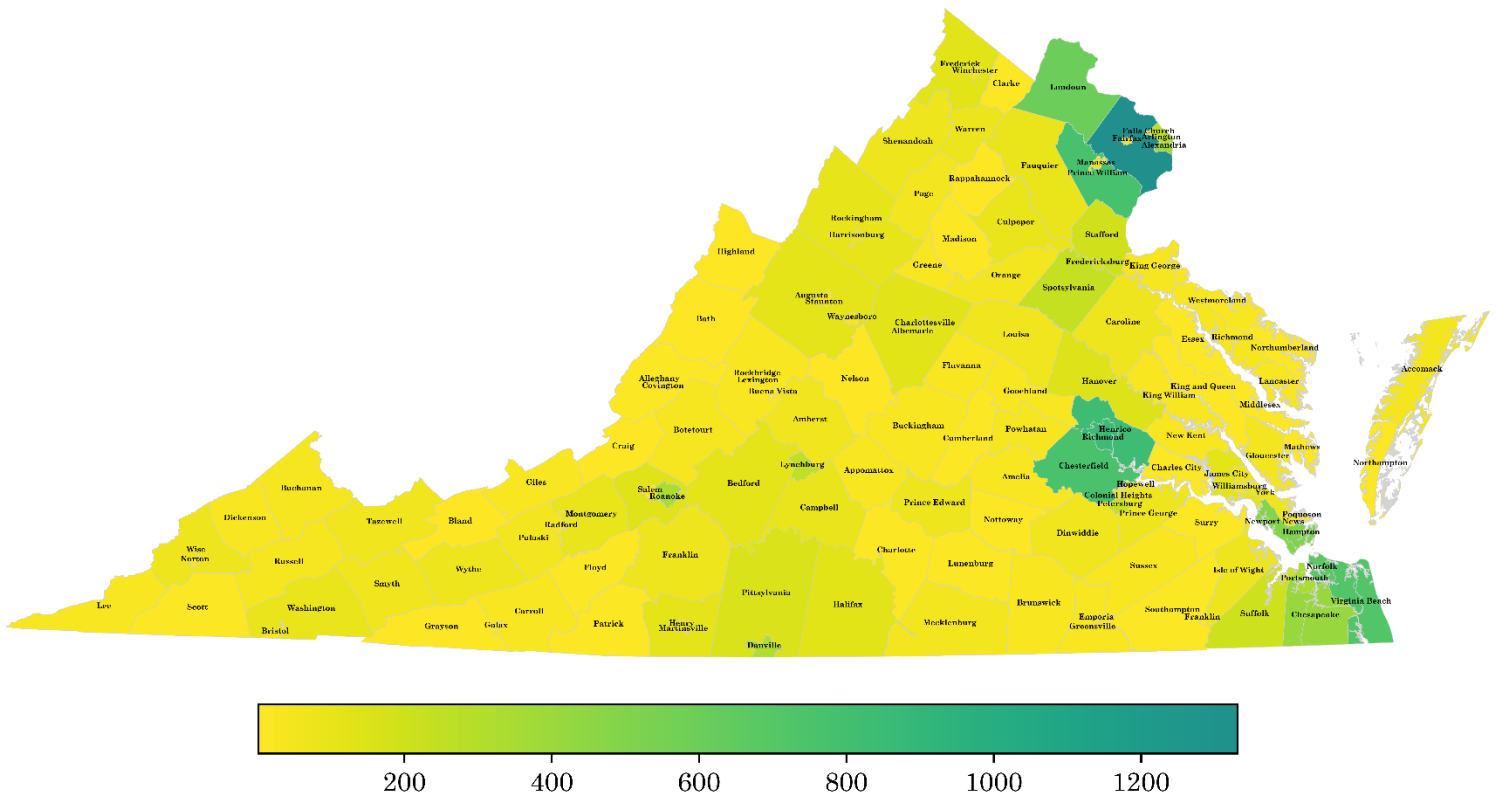 Frederick
Winchester
Clarke
Loudoun
Warren
Shenandoah
Falls Church
Fairfax
Arlington
Alexandria
Fauquier
Manassas
Prince William
Rappahannock
Page
Rockingham
Culpeper
Harrisonburg
Stafford
Madison
Highland
Greene
Fredericksburg
King George
Orange
Spotsylvania
Augusta
Staunton
Westmoreland
Waynesboro
Bath
Charlottesville
Albemarle
Caroline
Louisa
Essex
Richmond
Northumberland
Fluvanna
Accomack
Rockbridge
Lexington
Alleghany
Covington
Nelson
Hanover
Lancaster
Buena Vista
Goochland
King and Queen
King William
Middlesex
Amherst
Buckingham
Botetourt
Powhatan
Henrico
Richmond
Cumberland
New Kent
Craig
Mathews
Gloucester
Lynchburg
Chesterfield
Northampton
Appomattox
Charles City
James City
Amelia
Giles
Bedford
Hopewell
Williamsburg
Buchanan
Salem
Roanoke
Colonial Heights
York
Prince Edward
Petersburg
Campbell
Montgomery
Prince George
Poquoson
Dickenson
Tazewell
Bland
Radford
Nottoway
Surry
Newport News
Hampton
Pulaski
Dinwiddie
Wise
Norton
Charlotte
Franklin
Russell
Lunenburg
Sussex
Norfolk
Wythe
Floyd
Isle of Wight
Portsmouth
Smyth
Pittsylvania
Lee
Scott
Washington
Carroll
Halifax
Brunswick
Southampton
Virginia Beach
Suffolk
Chesapeake
Emporia
Franklin
Grayson
Galax
Patrick
Henry
Martinsville
Mecklenburg
Greensville
Bristol
Danville
200 400 600 800 1000 1200